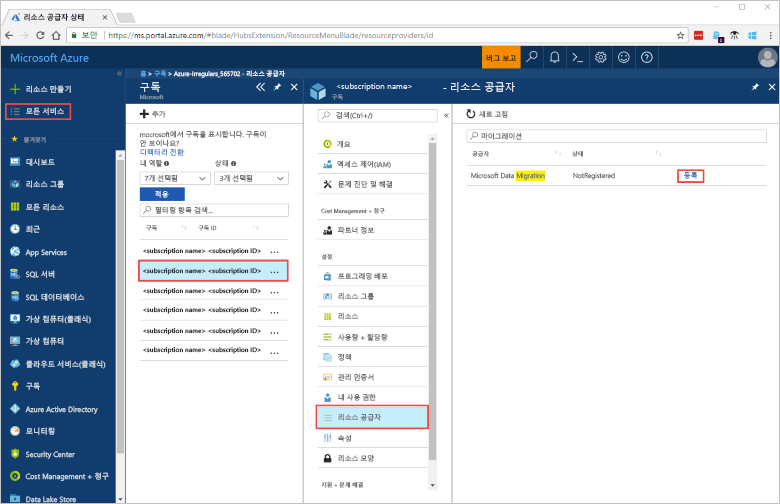 리소스 공급자 상태
보안 https://ms.portal.azure.com/#blade/HubsExtension/ResourceMenuBlade/resourceproviders/id
Microsoft Azure
버그 보고
리소스 만들기
모든 서비스
즐겨찾기
대시보드
리소스 그룹
모든 리소스
최근
App Services
SQL 서버
SQL 데이터베이스
가상 컴퓨터(클래식)
가상 컴퓨터
클라우드 서비스(클래식)
구독
Azure Active Directory
모니터링
Security Center
Cost Management + 청구
Data Lake Store
홈 > 구독 > Azure-Irregulars_565702 - 리소스 공급자
구독
Microsoft
추가
mocrosoft에서 구독을 표시합니다. 구독이
안 보이나요?
디렉터리 전환
내 역할 상태
7개 선택됨 3개 선택됨
적용
필터링 항목 검색...
구독 구독 ID
<subscription name> <subscription ID> ...
<subscription name> <subscription ID> ...
<subscription name> <subscription ID> ...
<subscription name> <subscription ID> ...
<subscription name> <subscription ID> ...
<subscription name> <subscription ID> ...
<subscription name> - 리소스 공급자
구독
검색(Ctrl+/)
개요
액세스 제어(IAM)
문제 진단 및 해결
Cost Management + 청구
파트너 정보
설정
프로그래밍 배포
리소스 그룹
리소스
사용량 + 할당량
정책
관리 인증서
내 사용 권한
리소스 공급자
속성
리소스 모양
지원 + 문제 해결
새로 고침
마이그레이션
공급자 상태
Microsoft Data Migration NotRegistered 등록